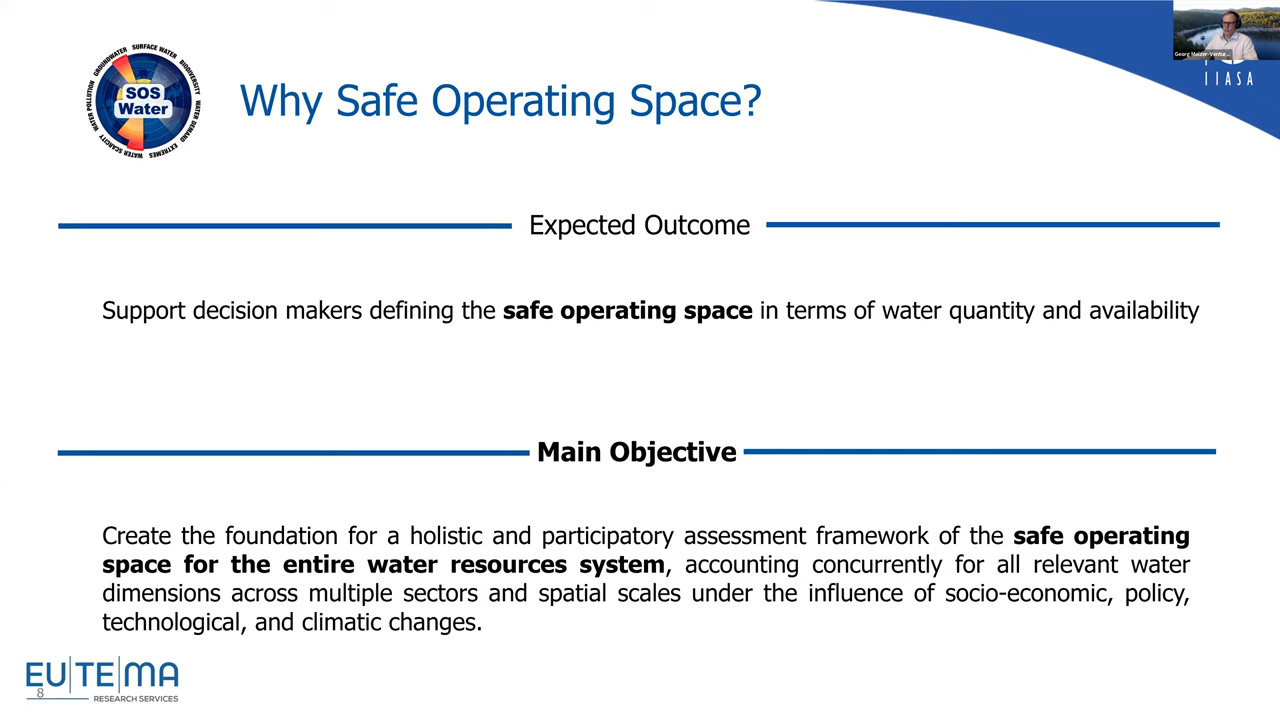 GROUNDWATER SURFACE WATER BIODIVERSITY WATER DEMAND EXTREMES WATER SCARCITY WATER POLLUTION
SOS
Water
Why Safe Operating Space?
Georg Melzer-Ventur...
IIASA
Expected Outcome
Support decision makers defining the safe operating space in terms of water quantity and availability
Main Objective
Create the foundation for a holistic and participatory assessment framework of the safe operating
space for the entire water resources system, accounting concurrently for all relevant water
dimensions across multiple sectors and spatial scales under the influence of socio-economic, policy,
technological, and climatic changes.
EU|TE|MA
8
RESEARCH SERVICES